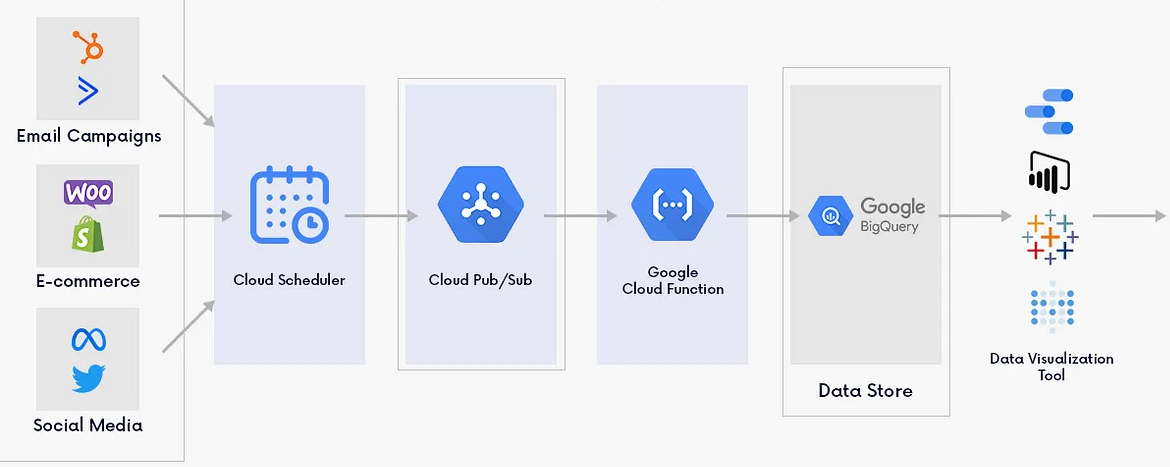 Email Campaigns
WOO
E-commerce
S
Social Media
Cloud Scheduler
Cloud Pub/Sub
Google
Cloud Function
Google
BigQuery
Data Store
Data Visualization
Tool